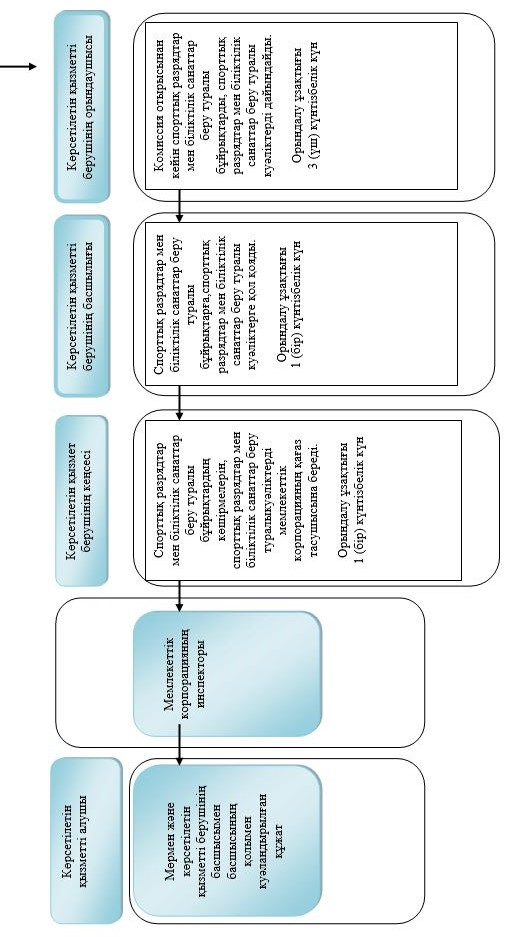 Көрсетілетін қызметті
берушінің орындаушысы
Комиссия отырысынан
кейін спорттық разрядтар
мен біліктілік санаттар
беру туралы
бұйрықтарды, спорттық
разрядтар мен біліктілік
санаттар беру туралы
куәліктерді дайындайды.
Орындалу ұзақтығы
3 (үш) күнтізбелік күн
Көрсетілетін қызметті
берушінің басшылығы
Спорттық разрядтар мен
біліктілік санаттар беру
туралы
бұйрықтарға,спорттық
разрядтар мен біліктілік
санаттар беру туралы
куәліктерге қол қояды.
Орындалу ұзақтығы
1 (бір) күнтізбелік күн
Көрсетілетін қызмет
берушінің кеңсесі
Спорттық разрядтар
мен біліктілік санаттар
беру туралы
бұйрықтардың
көшірмелерін,
спорттық разрядтар мен
біліктілік санаттар беру
туралыкуәліктерді
мемлекеттік
корпорацияның қағаз
тасушысына береді.
Орындалу ұзақтығы
1 (бір) күнтізбелік күн
Мемлекеттік
корпорацияның
инспекторы
Көрсетілетін
қызметті алушы
Мөрмен және
көрсетілетін
қызметті берушінің
басшысымен
басшысының
қолымен
куәландырылған
құжат